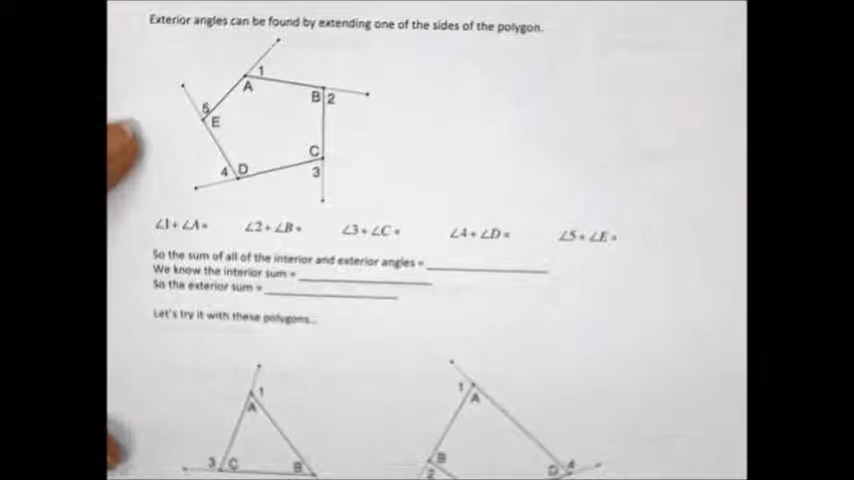 Exterior angles can be found by extending one of the sides of the polygon.
1
A
B 2
5
E
C
4 D
3
∠1+∠A= ∠2+∠B= ∠3+∠C= ∠4+∠D= ∠5+∠E=
So the sum of all of the interior and exterior angles =
We know the interior sum =
So the exterior sum =
Let's try it with these polygons...
1
A
1
A
3 C B
B
2
D 4